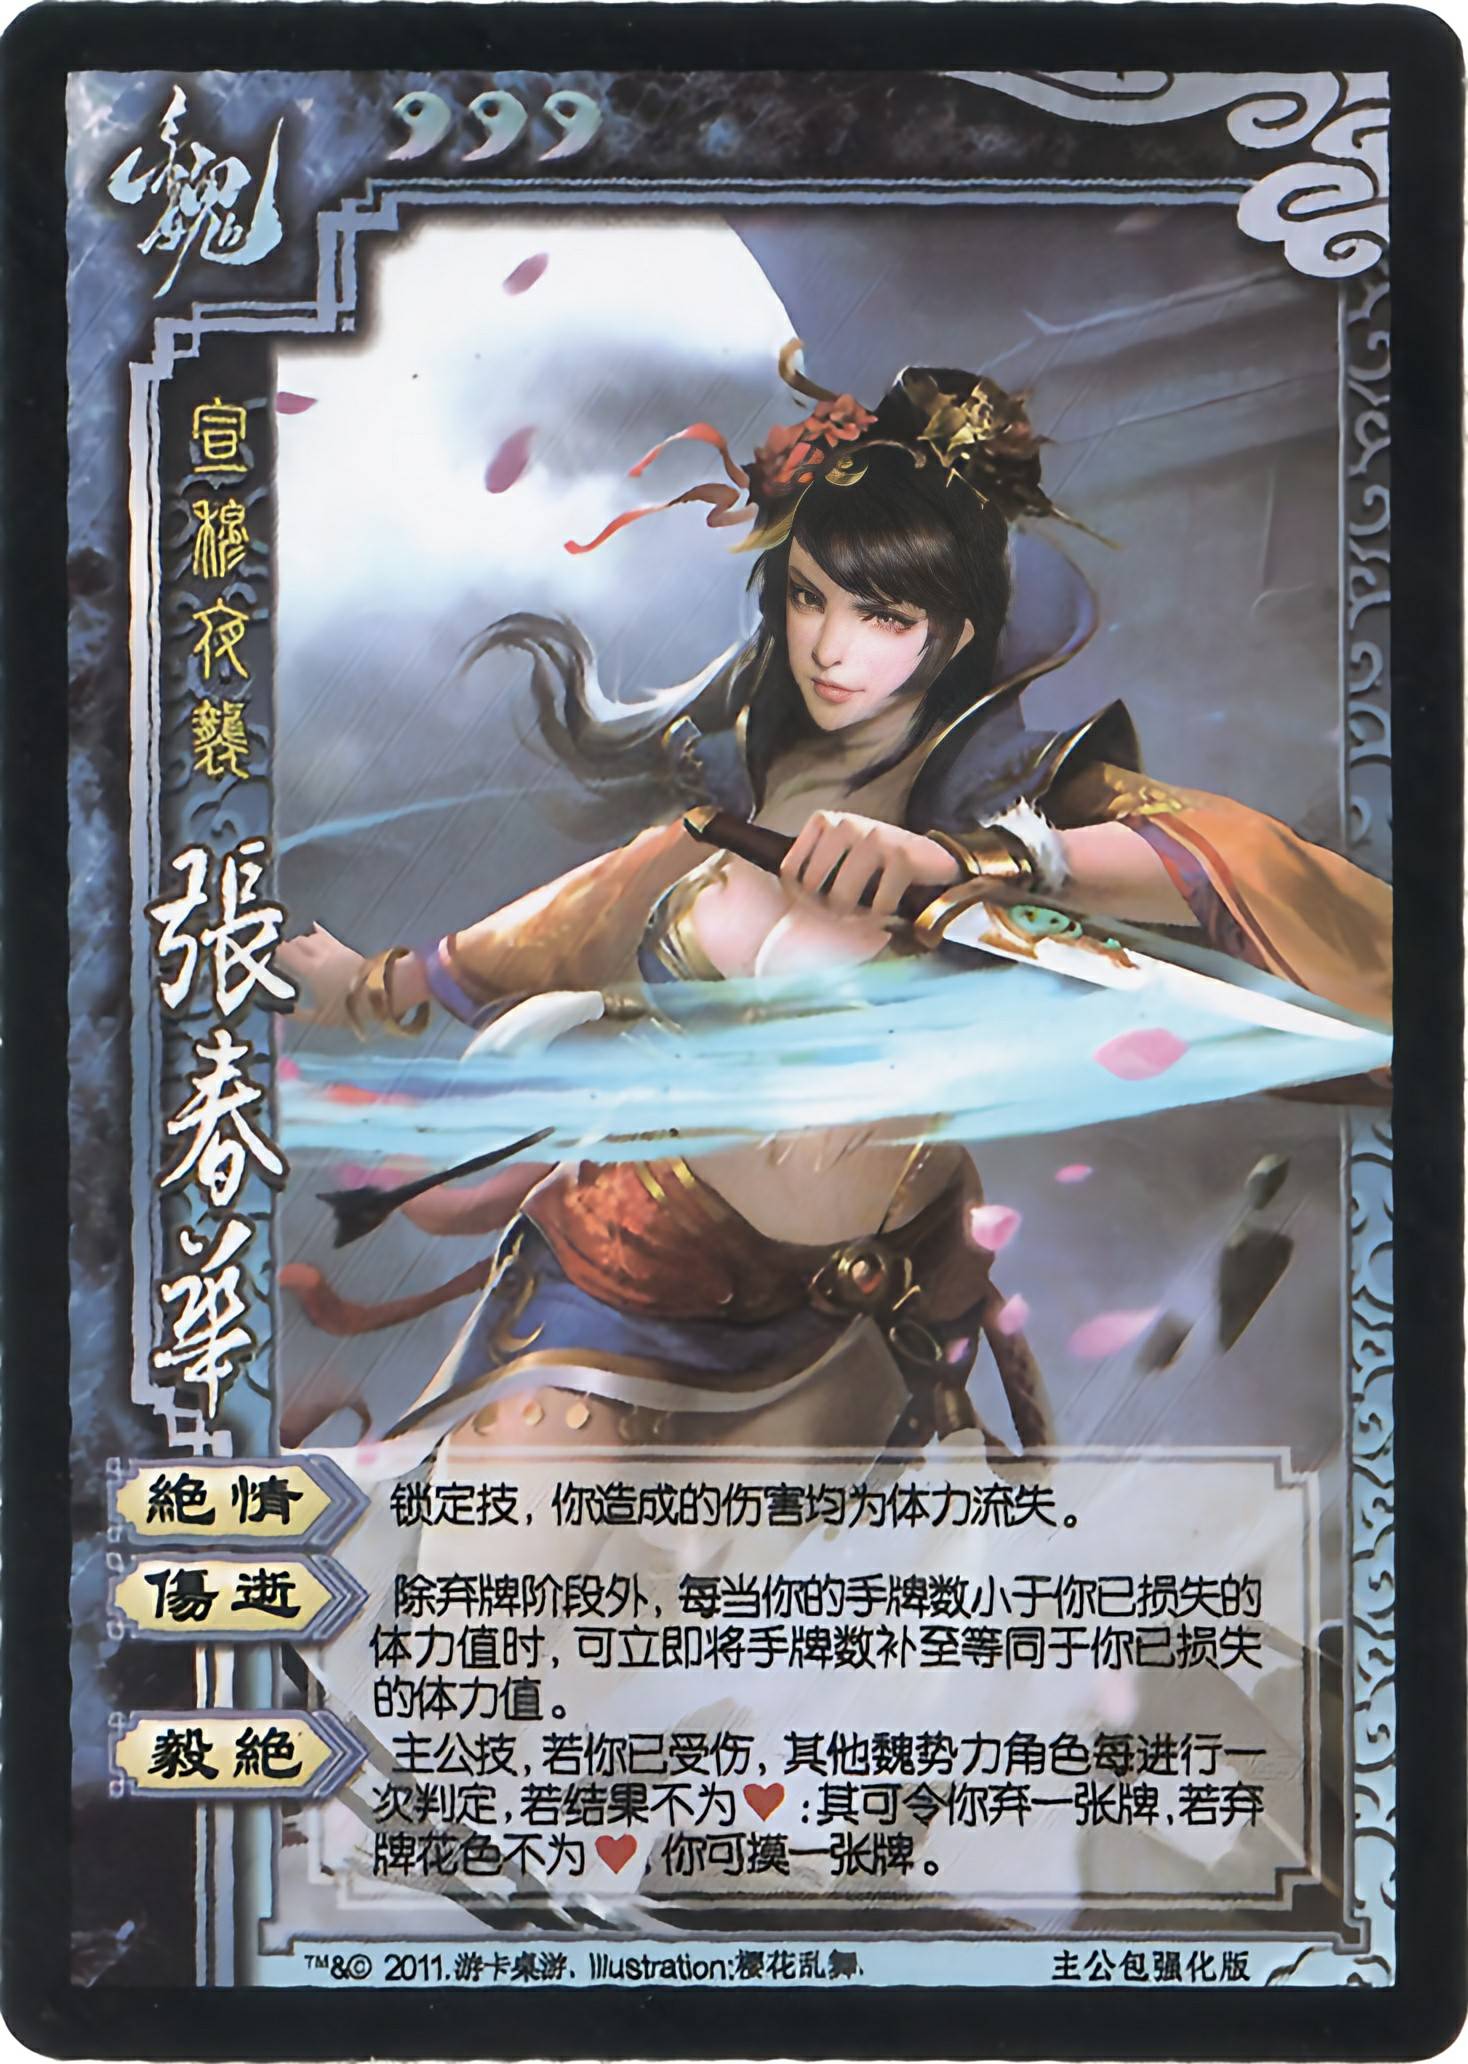 魏
宣穆夜襲
張春華
絕情
锁定技，你造成的伤害均为体力流失。
傷逝
除弃牌阶段外，每当你的手牌数小于你已损失的
体力值时，可立即将手牌数补至等同于你已损失
的体力值。
毅絕
主公技，若你已受伤，其他魏势力角色每进行一
次判定，若结果不为♥：其可令你弃一张牌，若弃
牌花色不为♥，你可摸一张牌。
™&© 2011.游卡桌游. Illustration:樱花乱舞.
主公包强化版